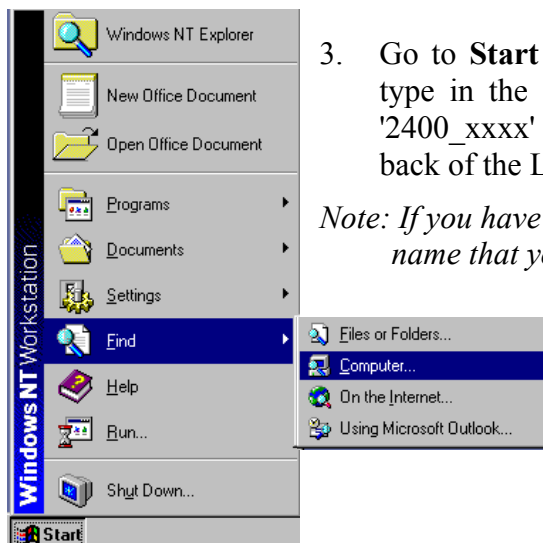 Windows NT Explorer
New Office Document
Open Office Document
Programs
Documents
Settings
Find
Help
Run...
Shut Down...
Windows NT Workstation
Start
Files or Folders...
Computer...
On the Internet...
Using Microsoft Outlook...
3. Go to Start
type in the
'2400_xxxx'
back of the L
Note: If you have
name that yo